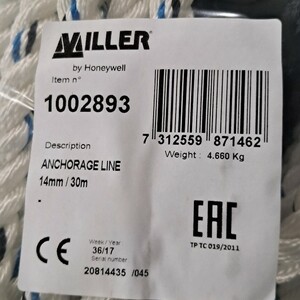 MILLER
by Honeywell
Item n°
1002893
7 312559 871462
Weight : 4.660 Kg
Description
ANCHORAGE LINE
14mm / 30m
-
EAC
TP TC 019/2011
CE
Week / Year
36/17
Serial number
20814435 /045